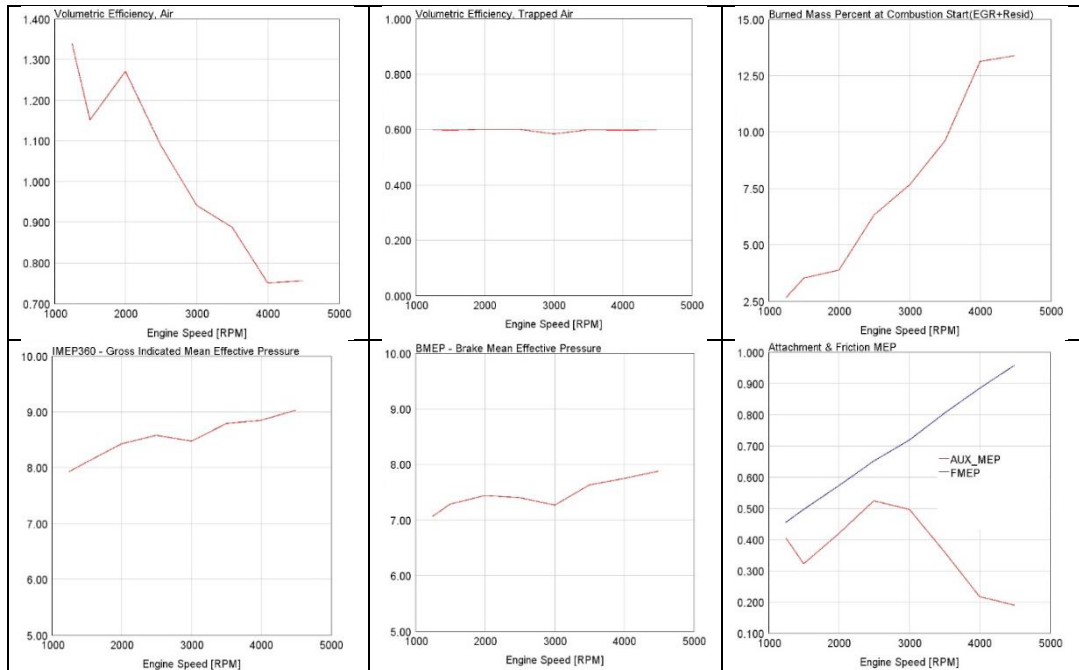 Volumetric Efficiency, Air
1.400
1.300
1.200
1.100
1.000
0.900
0.800
0.700
1000 2000 3000 4000 5000
Engine Speed [RPM]
Volumetric Efficiency, Trapped Air
1.000
0.800
0.600
0.400
0.200
0.000
1000 2000 3000 4000 5000
Engine Speed [RPM]
Burned Mass Percent at Combustion Start(EGR+Resid)
15.00
12.50
10.00
7.50
5.00
2.50
1000 2000 3000 4000 5000
Engine Speed [RPM]
IMEP360 - Gross Indicated Mean Effective Pressure
10.00
9.00
8.00
7.00
6.00
5.00
1000 2000 3000 4000 5000
Engine Speed [RPM]
BMEP - Brake Mean Effective Pressure
10.00
9.00
8.00
7.00
6.00
5.00
1000 2000 3000 4000 5000
Engine Speed [RPM]
Attachment & Friction MEP
1.000
0.900
0.800
0.700
0.600
0.500
0.400
0.300
0.200
0.100
AUX_MEP
FMEP
1000 2000 3000 4000 5000
Engine Speed [RPM]